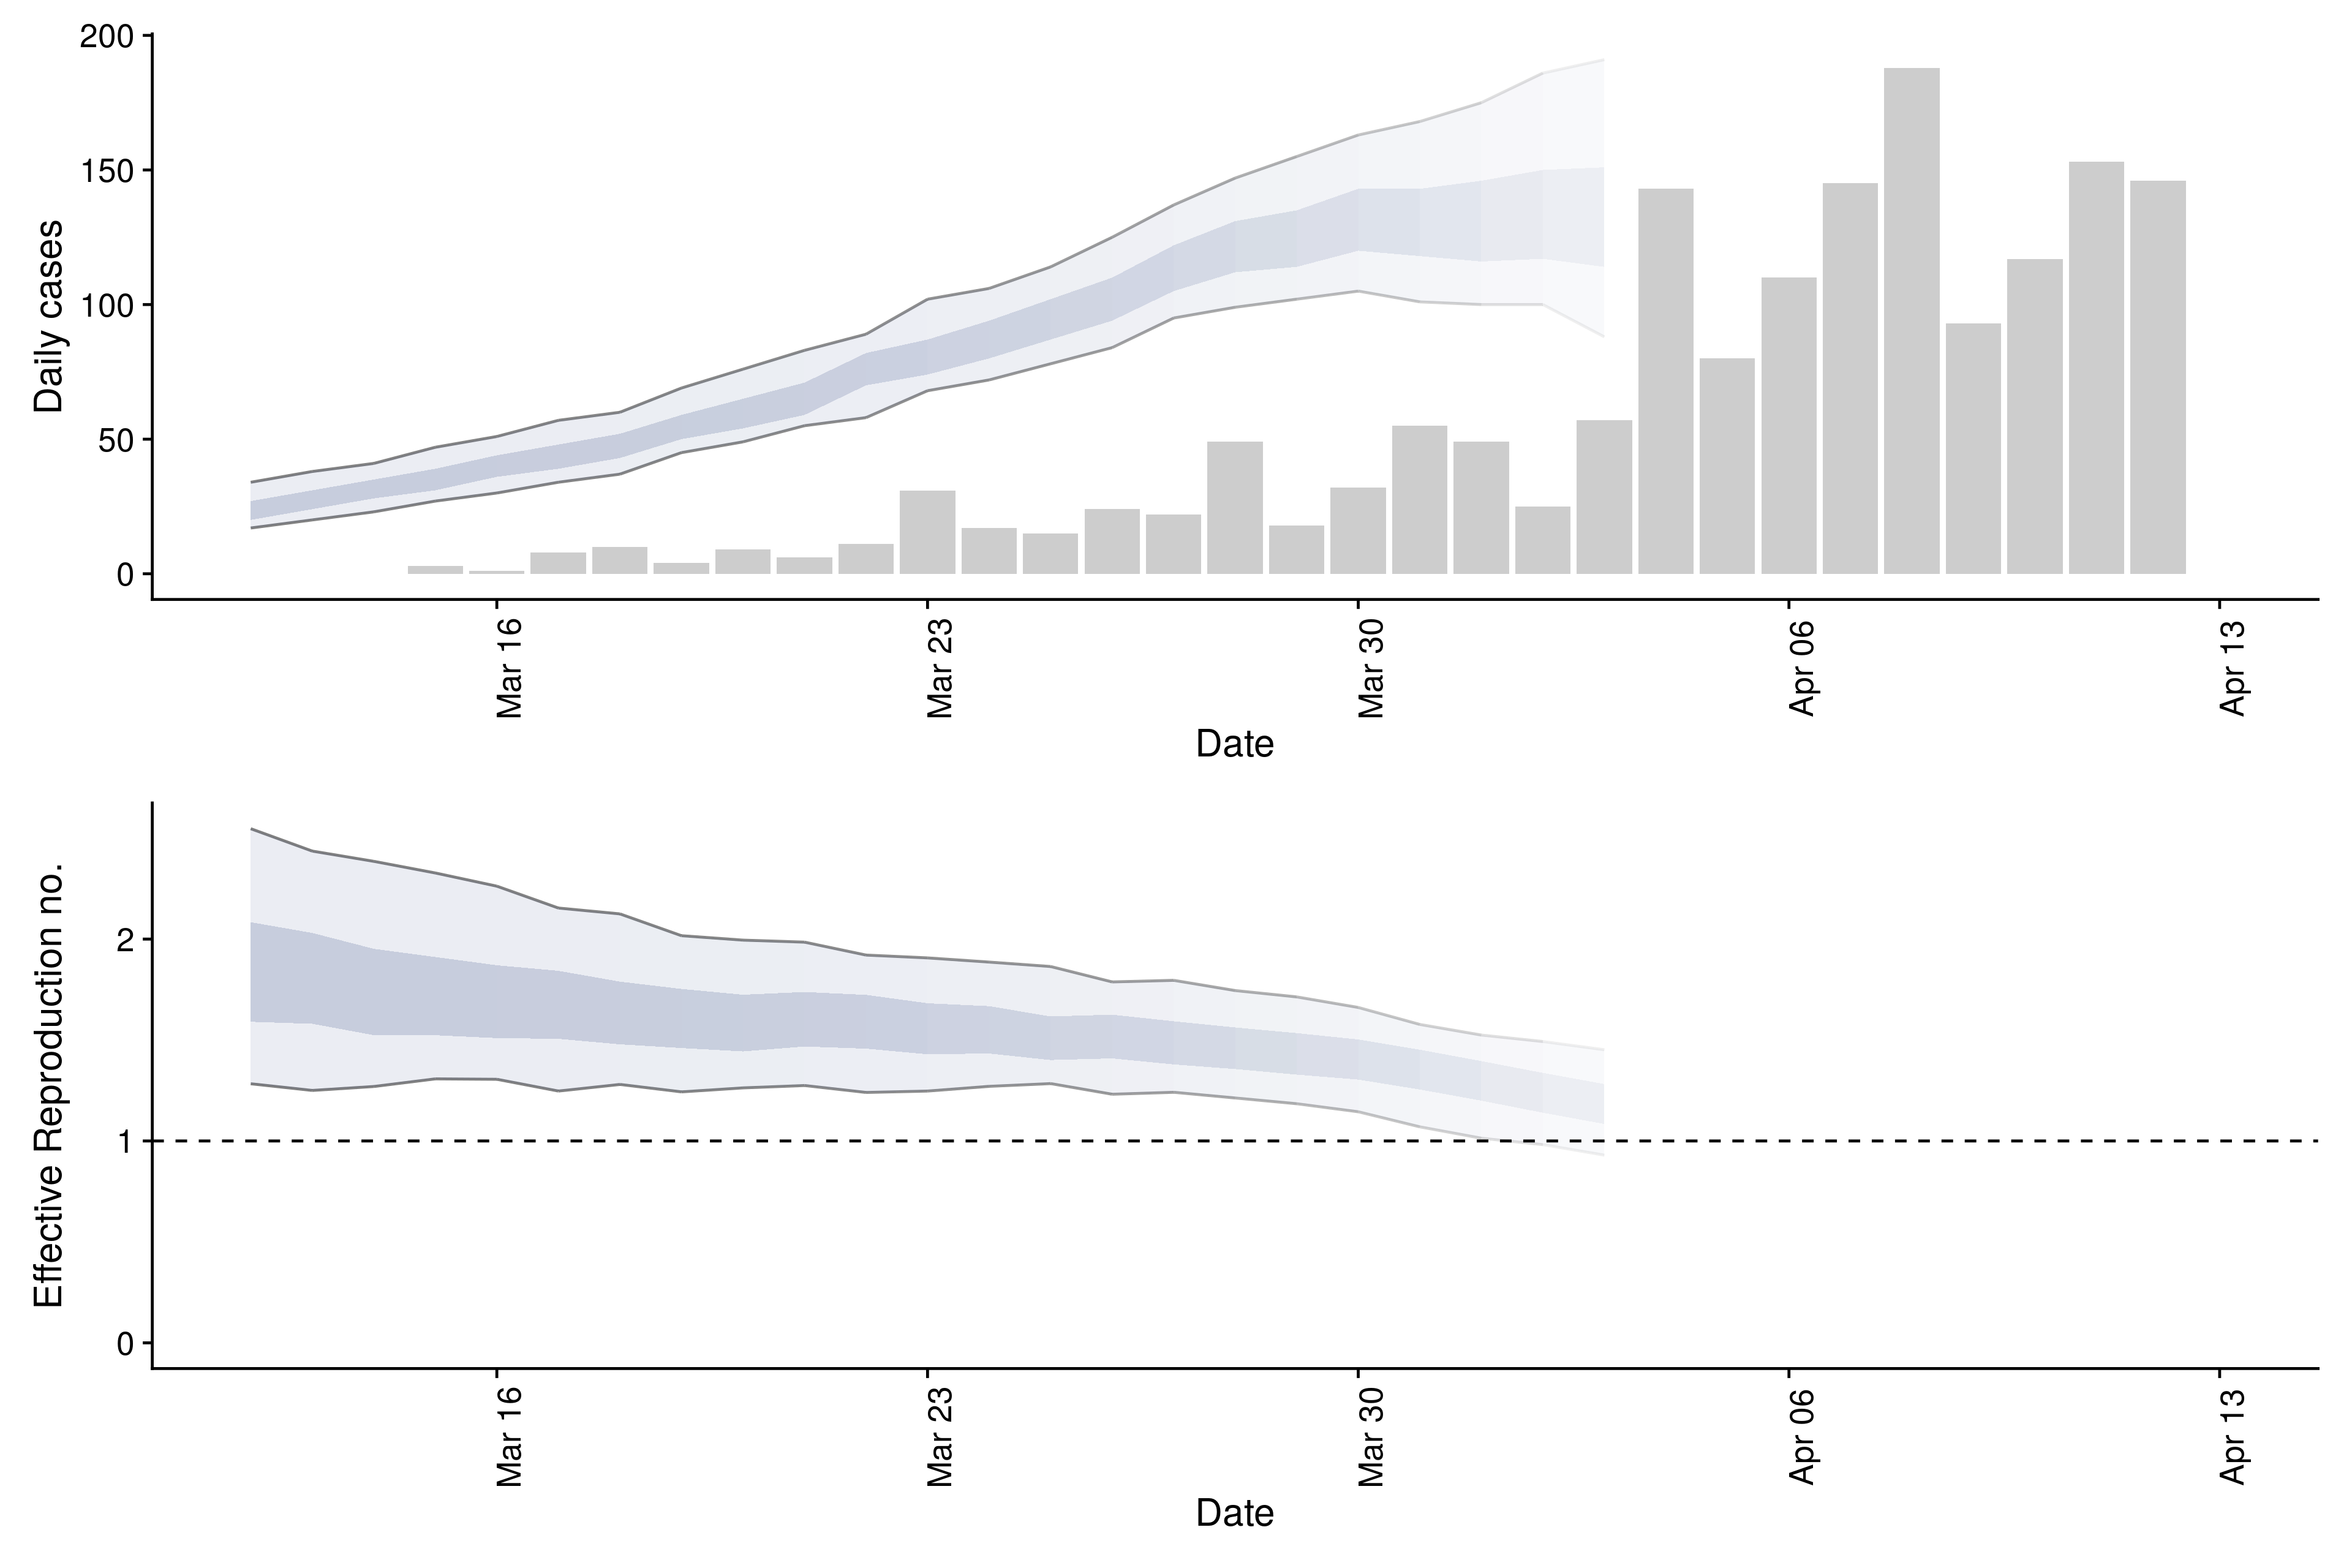 200
150
100
50
0
Daily cases
Mar 16
Mar 23
Mar 30
Apr 06
Apr 13
Date
2
1
0
Effective Reproduction no.
Mar 16
Mar 23
Mar 30
Apr 06
Apr 13
Date